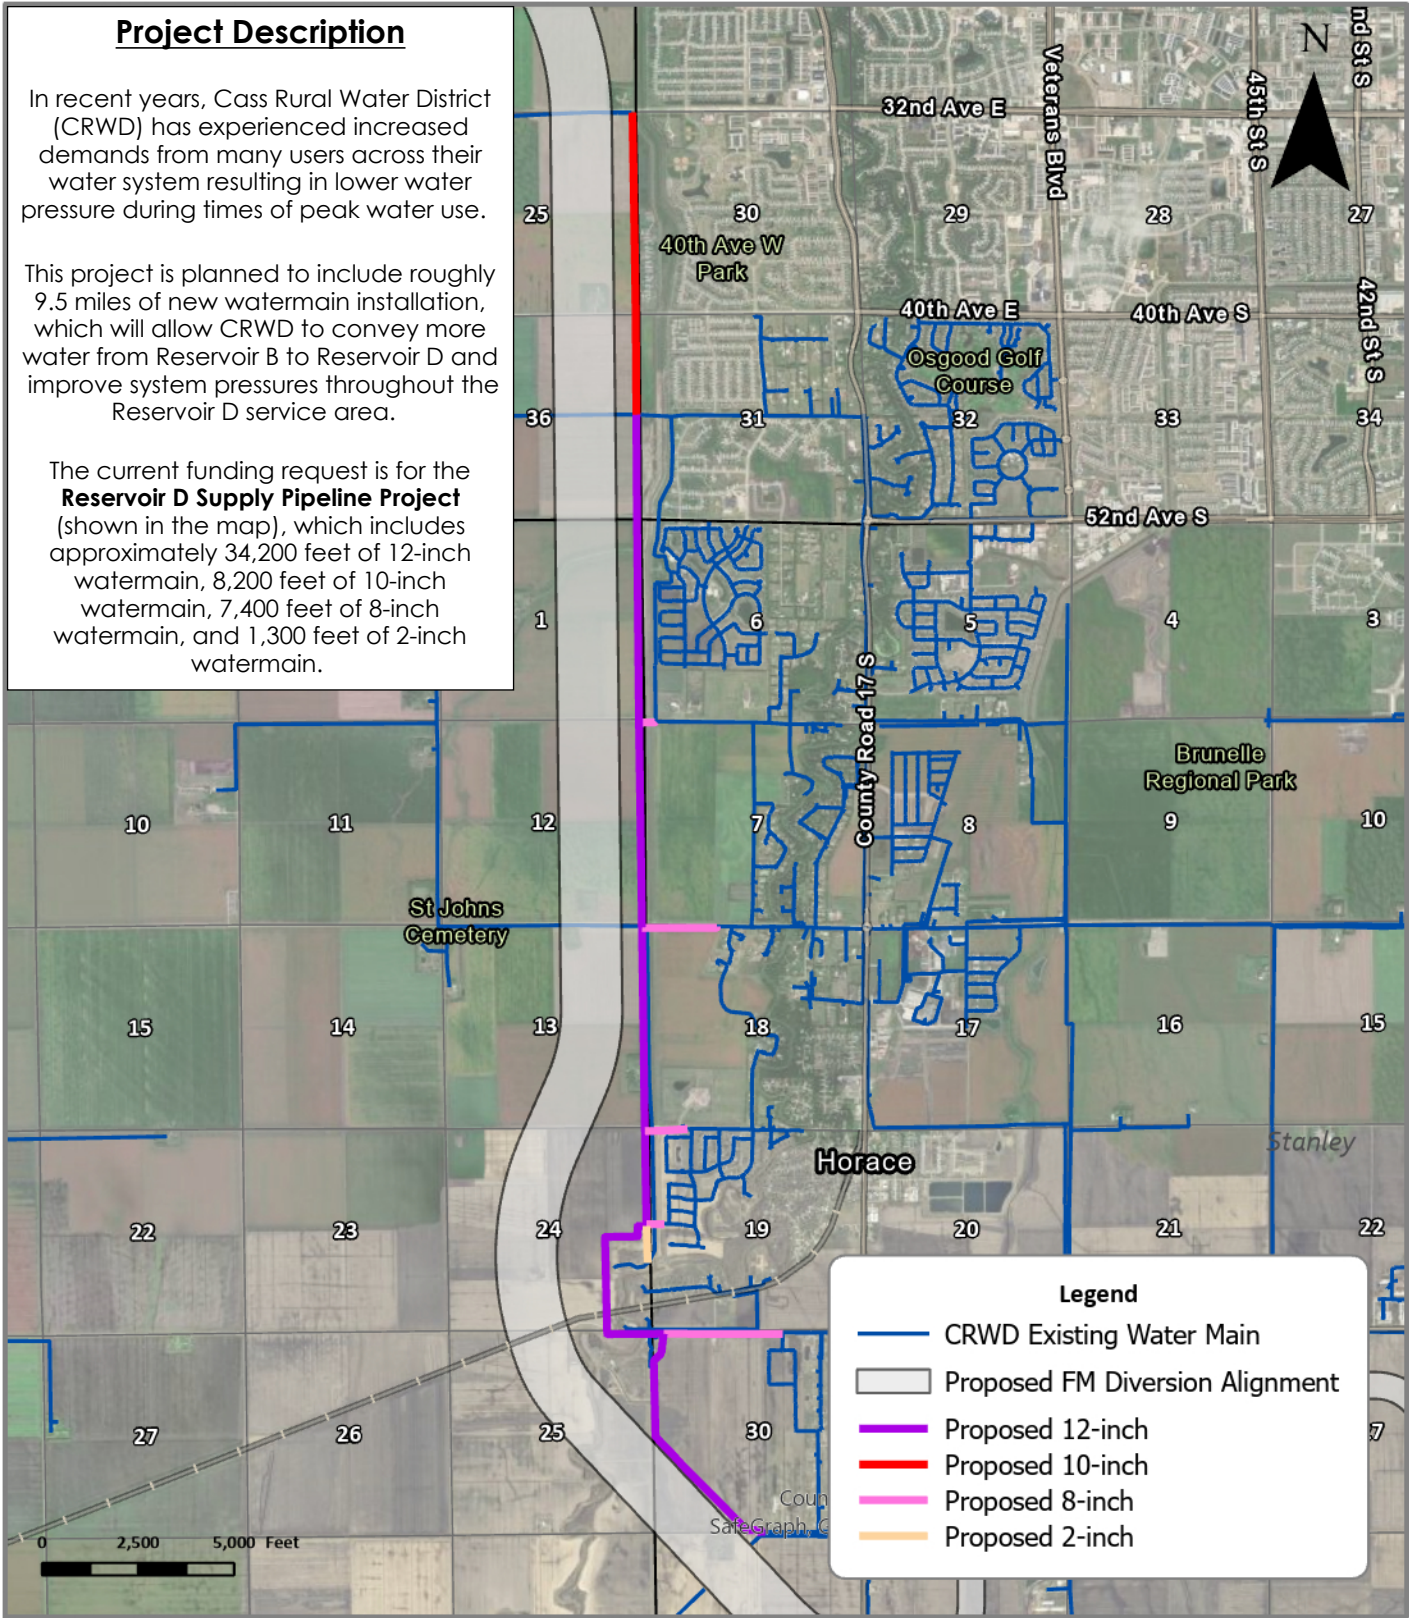 Project Description
In recent years, Cass Rural Water District
(CRWD) has experienced increased
demands from many users across their
water system resulting in lower water
pressure during times of peak water use.
This project is planned to include roughly
9.5 miles of new watermain installation,
which will allow CRWD to convey more
water from Reservoir B to Reservoir D and
improve system pressures throughout the
Reservoir D service area.
The current funding request is for the
Reservoir D Supply Pipeline Project
(shown in the map), which includes
approximately 34,200 feet of 12-inch
watermain, 8,200 feet of 10-inch
watermain, 7,400 feet of 8-inch
watermain, and 1,300 feet of 2-inch
watermain.
N
nd St S
Veterans Blvd
45th St S
32nd Ave E
25
30
29
28
27
40th Ave W
Park
40th Ave E
40th Ave S
42nd St S
Osgood Golf
Course
36
31
32
33
34
52nd Ave S
1
6
5
4
3
County Road 17 S
Brunelle
Regional Park
10
11
12
7
8
9
10
St Johns
Cemetery
15
14
13
18
17
16
15
Stanley
Horace
22
23
24
19
20
21
22
27
26
25
30
7
Coun
SafeGraph, G
0
2,500
5,000 Feet
Legend
CRWD Existing Water Main
Proposed FM Diversion Alignment
Proposed 12-inch
Proposed 10-inch
Proposed 8-inch
Proposed 2-inch